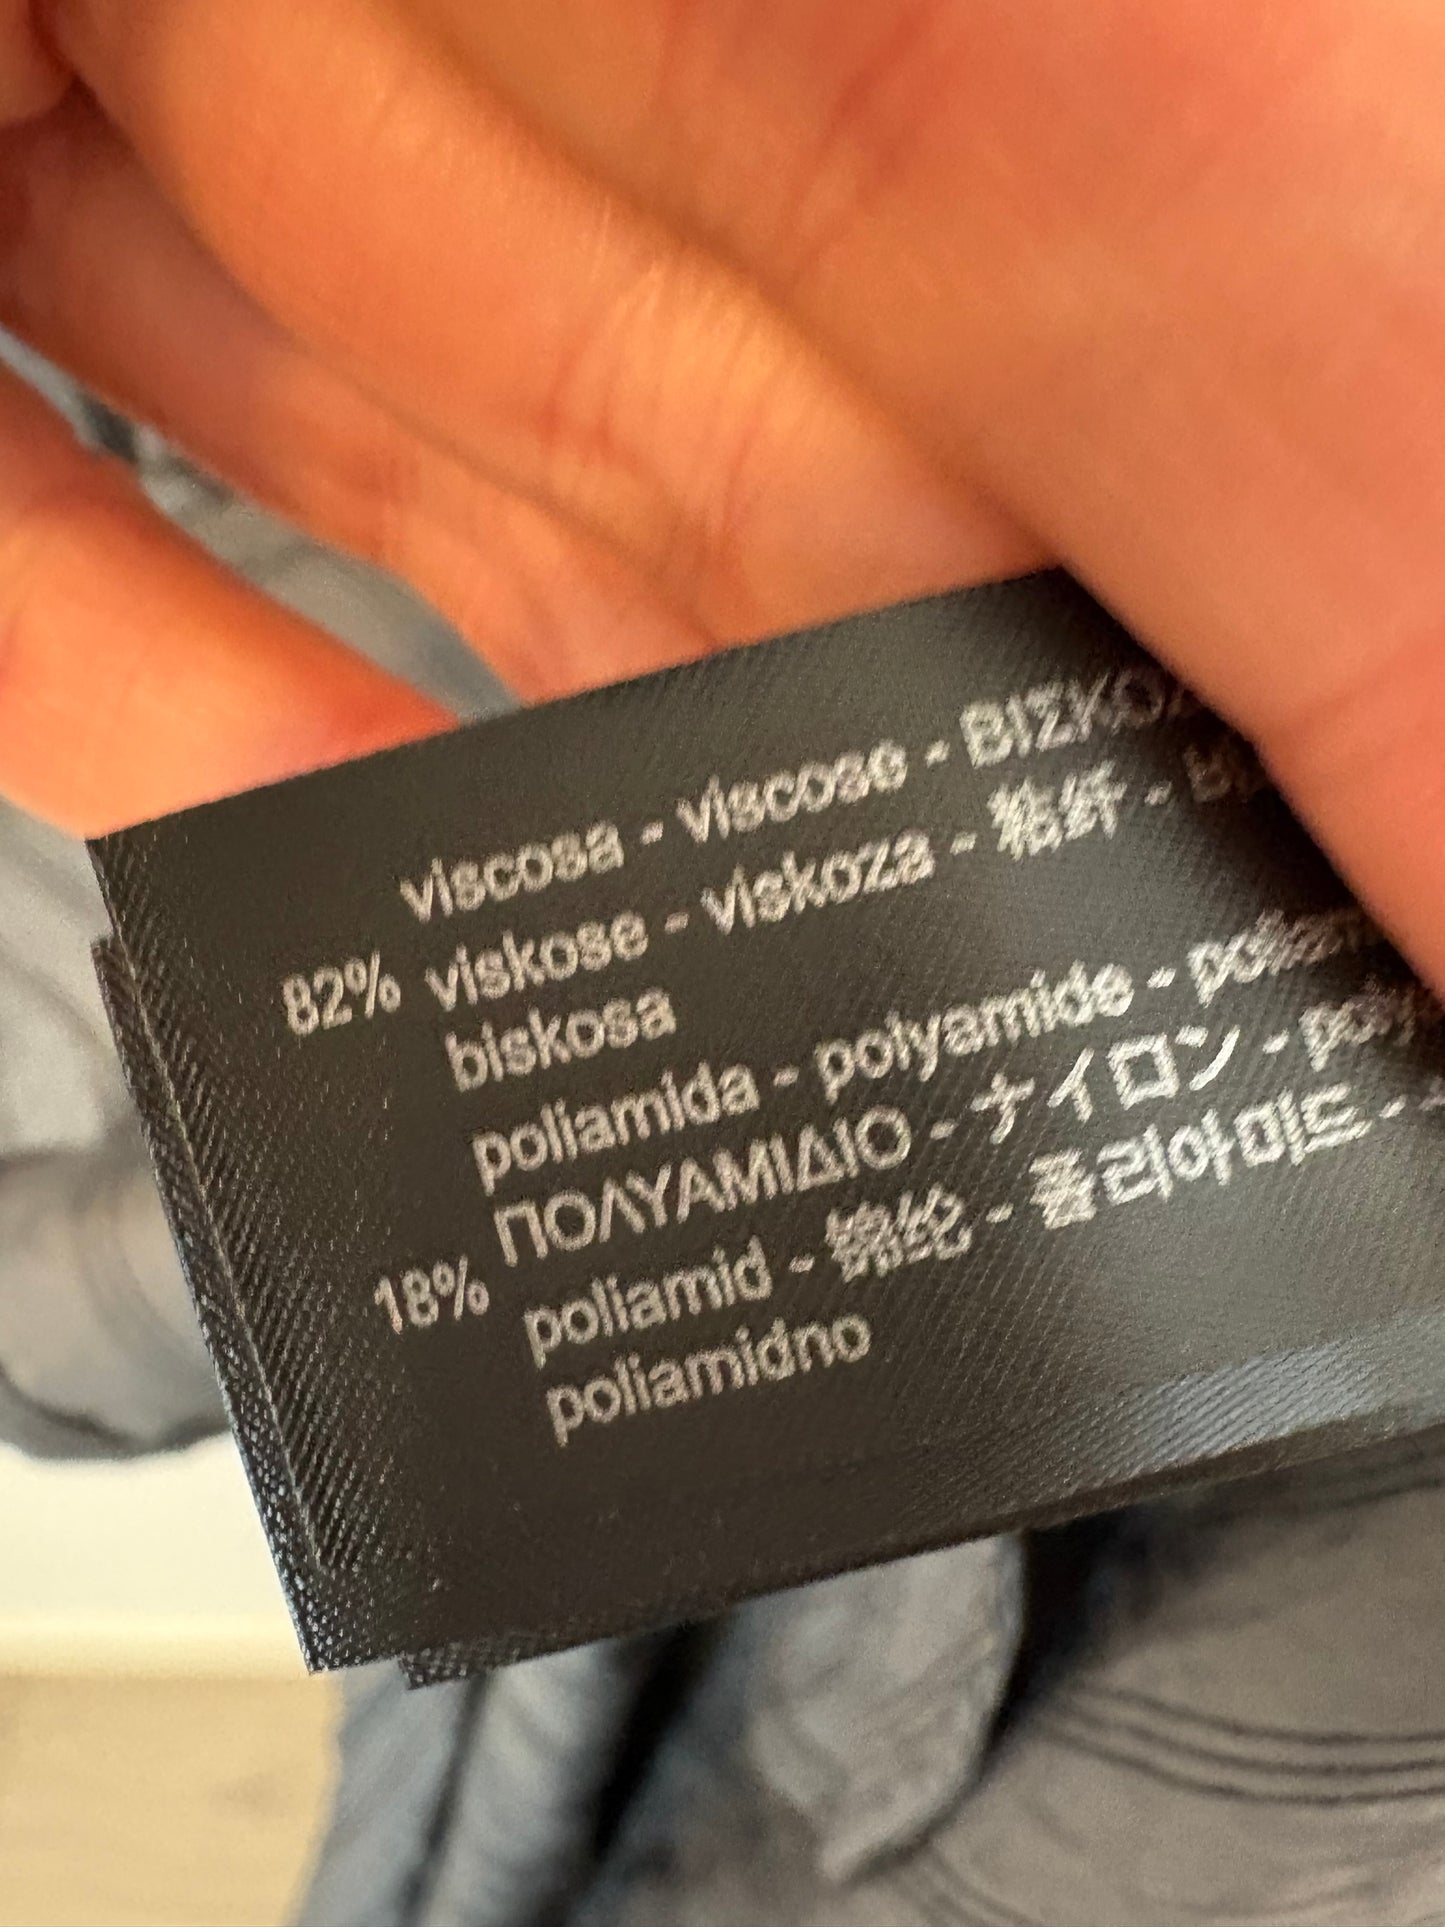 viscosa - viscose - ΒΙΣΚΟ
82% viskose - viskoza - 粘纤 -
biskosa
poliamida - polyamide -
ΠΟΛΥΑΜΙΔΙΟ - ナイロン -
18% poliamid - 锦纶 - 폴리아미드 -
poliamidno